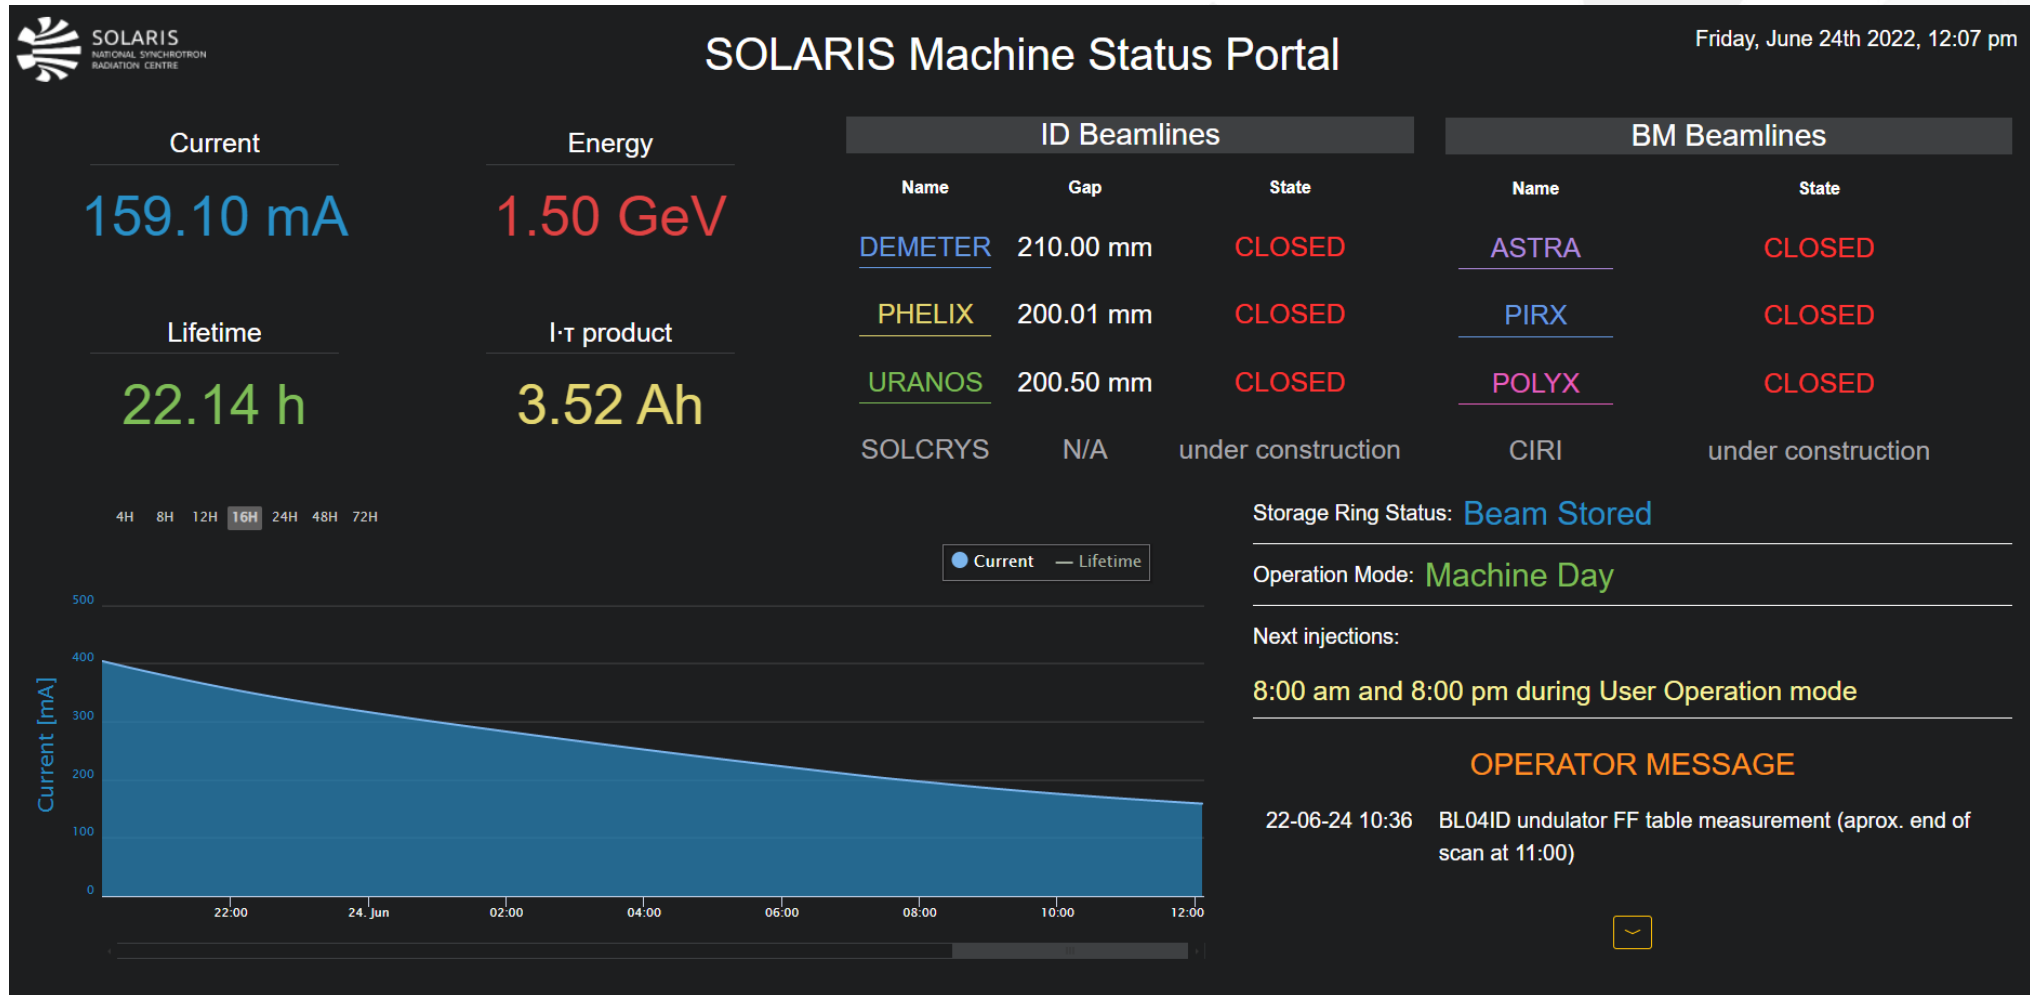 SOLARIS
NATIONAL SYNCHROTRON
RADIATION CENTRE
SOLARIS Machine Status Portal
Friday, June 24th 2022, 12:07 pm
Current
159.10 mA
Energy
1.50 GeV
Lifetime
22.14 h
I·τ product
3.52 Ah
ID Beamlines
Name Gap State
DEMETER 210.00 mm CLOSED
PHELIX 200.01 mm CLOSED
URANOS 200.50 mm CLOSED
SOLCRYS N/A under construction
BM Beamlines
Name State
ASTRA CLOSED
PIRX CLOSED
POLYX CLOSED
CIRI under construction
4H 8H 12H 16H 24H 48H 72H
Current Lifetime
Current [mA]
500
400
300
200
100
0
22:00 24. Jun 02:00 04:00 06:00 08:00 10:00 12:00
Storage Ring Status: Beam Stored
Operation Mode: Machine Day
Next injections:
8:00 am and 8:00 pm during User Operation mode
OPERATOR MESSAGE
22-06-24 10:36 BL04ID undulator FF table measurement (aprox. end of
scan at 11:00)